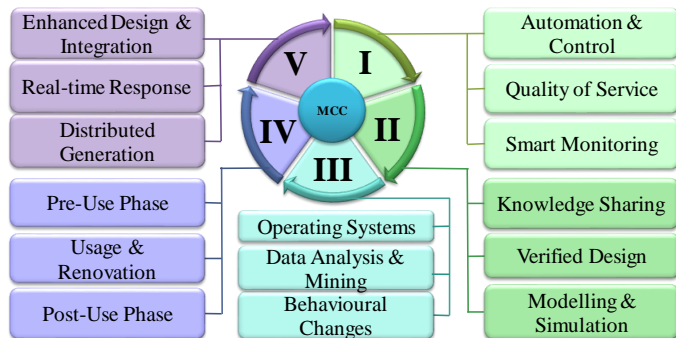 Enhanced Design &
Integration
Real-time Response
Distributed
Generation
Pre-Use Phase
Usage &
Renovation
Post-Use Phase
V
I
IV
MCC
II
III
Operating Systems
Data Analysis &
Mining
Behavioural
Changes
Automation &
Control
Quality of Service
Smart Monitoring
Knowledge Sharing
Verified Design
Modelling &
Simulation